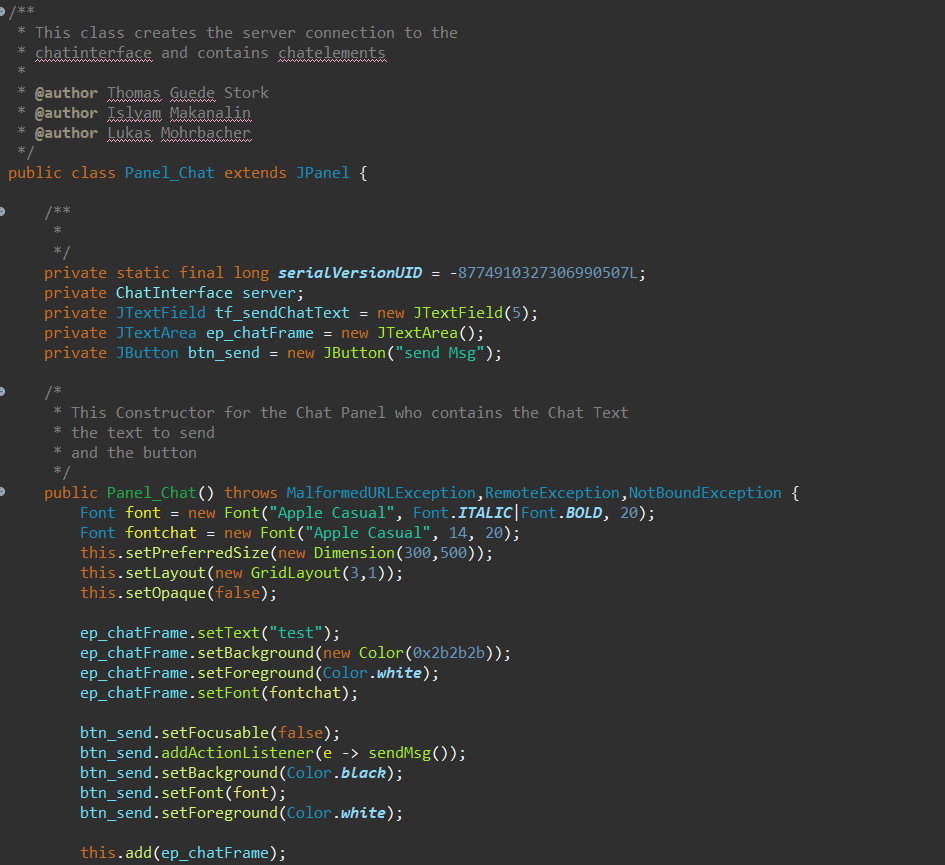 /**
 * This class creates the server connection to the
 * chatinterface and contains chatelements
 *
 * @author Thomas Guede Stork
 * @author Islyam Makanalin
 * @author Lukas Mohrbacher
 */
public class Panel_Chat extends JPanel {
    /**
     *
     */
    private static final long serialVersionUID = -8774910327306990507L;
    private ChatInterface server;
    private JTextField tf_sendChatText = new JTextField(5);
    private JTextArea ep_chatFrame = new JTextArea();
    private JButton btn_send = new JButton("send Msg");
    /*
     * This Constructor for the Chat Panel who contains the Chat Text
     * the text to send
     * and the button
     */
    public Panel_Chat() throws MalformedURLException,RemoteException,NotBoundException {
        Font font = new Font("Apple Casual", Font.ITALIC|Font.BOLD, 20);
        Font fontchat = new Font("Apple Casual", 14, 20);
        this.setPreferredSize(new Dimension(300,500));
        this.setLayout(new GridLayout(3,1));
        this.setOpaque(false);
        ep_chatFrame.setText("test");
        ep_chatFrame.setBackground(new Color(0x2b2b2b));
        ep_chatFrame.setForeground(Color.white);
        ep_chatFrame.setFont(fontchat);
        btn_send.setFocusable(false);
        btn_send.addActionListener(e -> sendMsg());
        btn_send.setBackground(Color.black);
        btn_send.setFont(font);
        btn_send.setForeground(Color.white);
        this.add(ep_chatFrame);